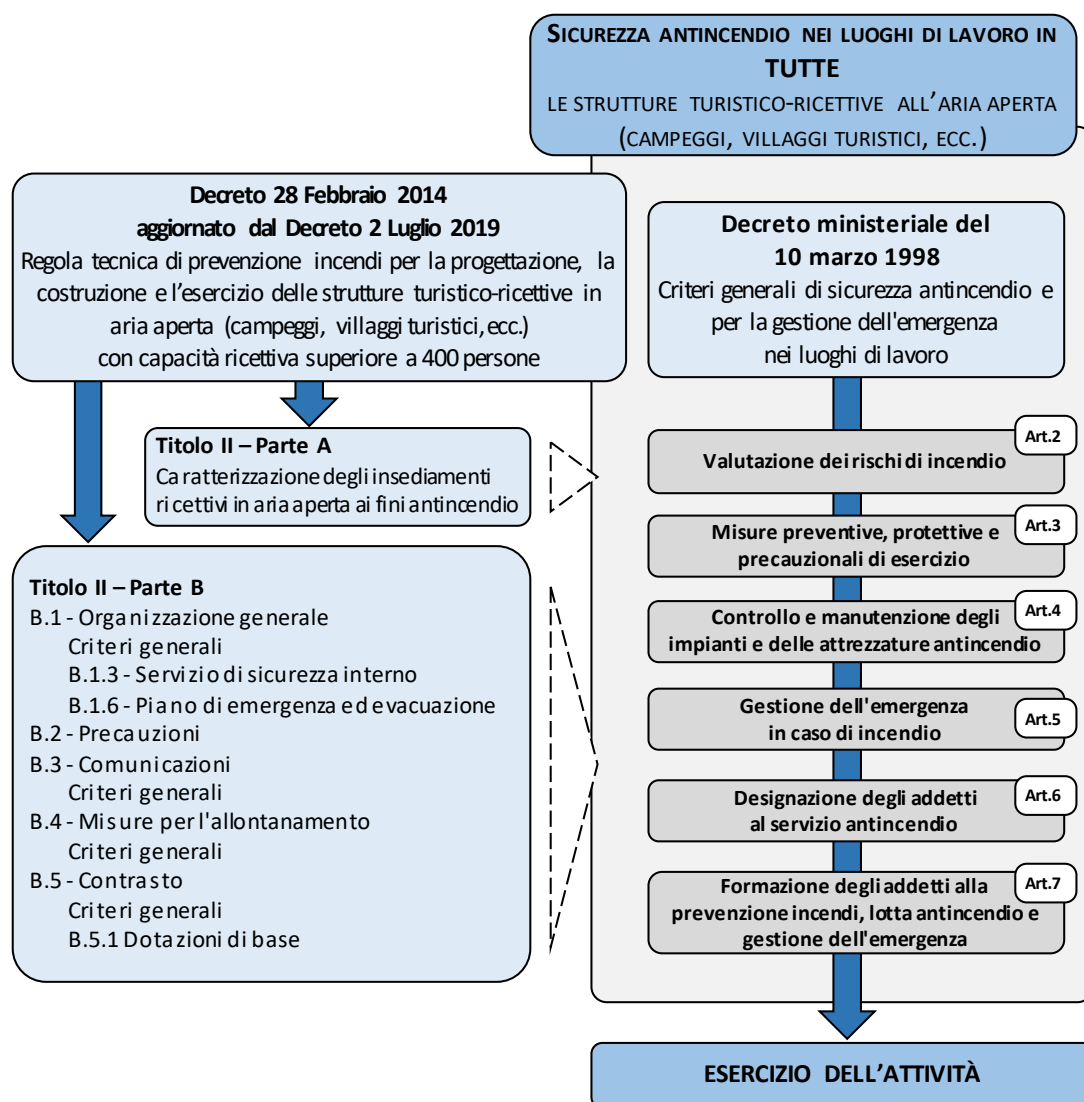 SICUREZZA ANTINCENDIO NEI LUOGHI DI LAVORO IN
TUTTE
LE STRUTTURE TURISTICO-RICETTIVE ALL'ARIA APERTA
(CAMPEGGI, VILLAGGI TURISTICI, ECC.)
Decreto 28 Febbraio 2014
aggiornato dal Decreto 2 Luglio 2019
Regola tecnica di prevenzione incendi per la progettazione, la
costruzione e l'esercizio delle strutture turistico-ricettive in
aria aperta (campeggi, villaggi turistici, ecc.)
con capacità ricettiva superiore a 400 persone
Titolo II – Parte A
Caratterizzazione degli insediamenti
ricettivi in aria aperta ai fini antincendio
Titolo II – Parte B
B.1 - Organizzazione generale
Criteri generali
B.1.3 - Servizio di sicurezza interno
B.1.6 - Piano di emergenza ed evacuazione
B.2 - Precauzioni
B.3 - Comunicazioni
Criteri generali
B.4 - Misure per l'allontanamento
Criteri generali
B.5 - Contrasto
Criteri generali
B.5.1 Dotazioni di base
Decreto ministeriale del
10 marzo 1998
Criteri generali di sicurezza antincendio e
per la gestione dell'emergenza
nei luoghi di lavoro
Art.2
Valutazione dei rischi di incendio
Art.3
Misure preventive, protettive e
precauzionali di esercizio
Art.4
Controllo e manutenzione degli
impianti e delle attrezzature antincendio
Art.5
Gestione dell'emergenza
in caso di incendio
Art.6
Designazione degli addetti
al servizio antincendio
Art.7
Formazione degli addetti alla
prevenzione incendi, lotta antincendio e
gestione dell'emergenza
ESERCIZIO DELL'ATTIVITÀ